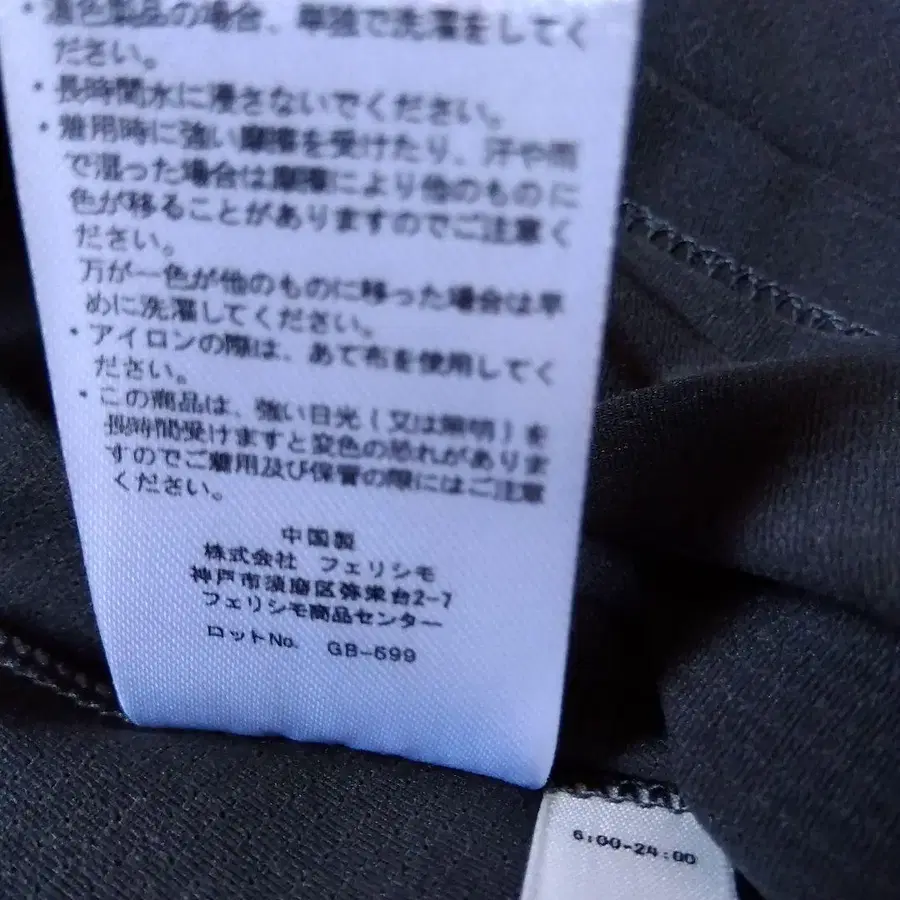 ・濃色製品の場合、単独で洗濯をしてく
ださい。
・長時間水に浸さないでください。
・着用時に強い摩擦を受けたり、汗や雨
で湿った場合は摩擦により他のものに
色が移ることがありますのでご注意く
ださい。
万が一色が他のものに移った場合は早
めに洗濯してください。
・アイロンの際は、あて布を使用してく
ださい。
・この商品は、強い日光(又は照明)を
長時間受けますと変色の恐れがありま
すのでご着用及び保管の際にはご注意
ください。
中国製
株式会社 フェリシモ
神戸市須磨区弥栄台2-7
フェリシモ商品センター
ロットNo. GB-699
6:00-24:00